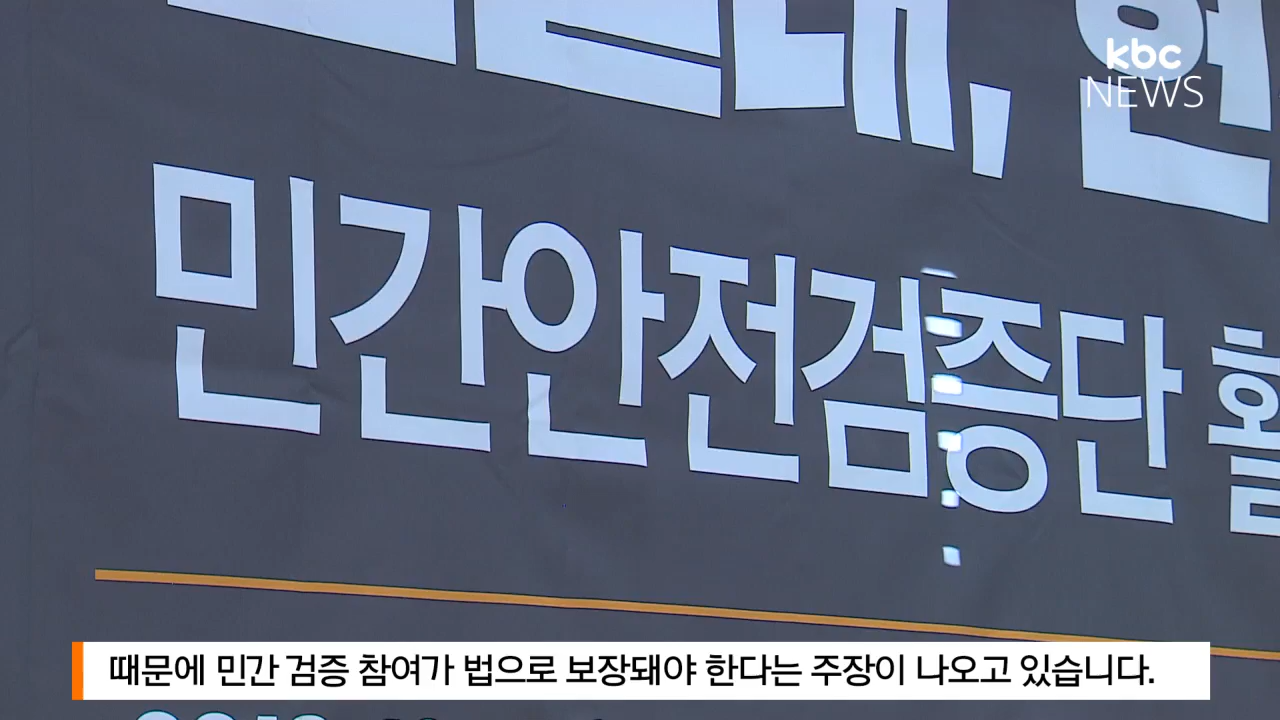 kbc
NEWS
민간안전검증단 활
때문에 민간 검증 참여가 법으로 보장돼야 한다는 주장이 나오고 있습니다.